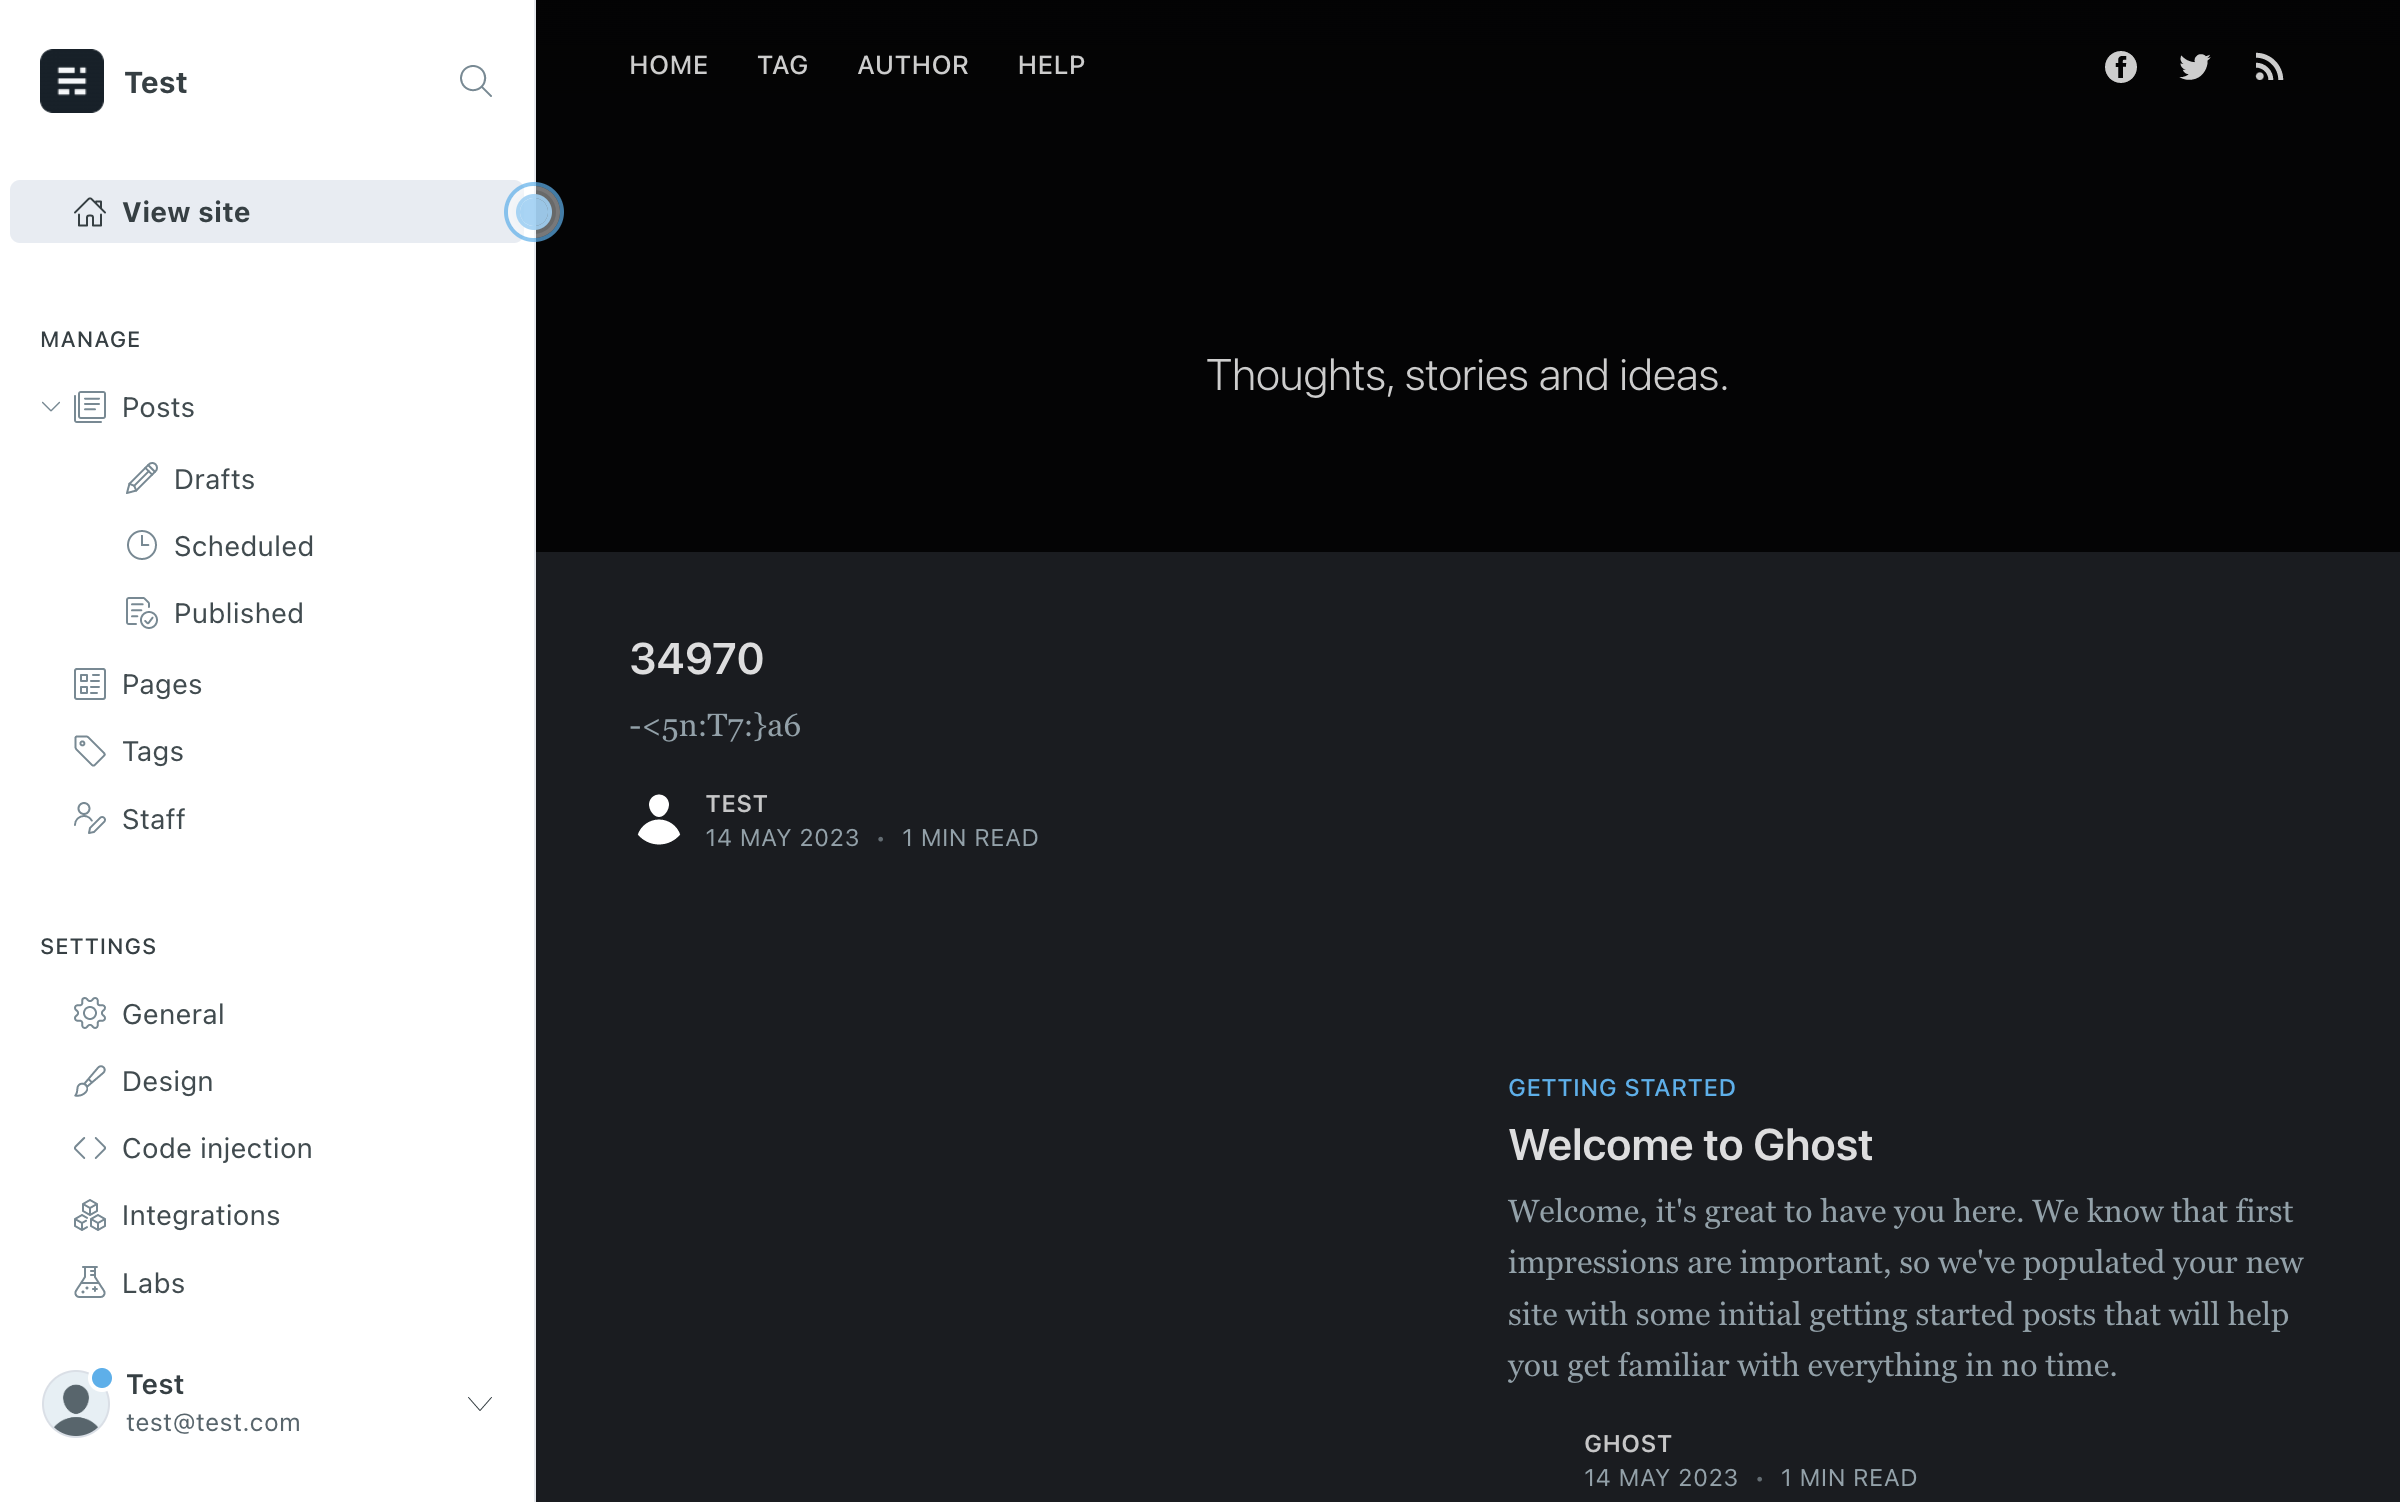 Test
View site
MANAGE
Posts
Drafts
Scheduled
Published
Pages
Tags
Staff
SETTINGS
General
Design
Code injection
Integrations
Labs
Test
test@test.com
HOME TAG AUTHOR HELP
Thoughts, stories and ideas.
34970
-<5n:T7:}a6
TEST
14 MAY 2023 • 1 MIN READ
GETTING STARTED
Welcome to Ghost
Welcome, it's great to have you here. We know that first
impressions are important, so we've populated your new
site with some initial getting started posts that will help
you get familiar with everything in no time.
GHOST
14 MAY 2023 • 1 MIN READ